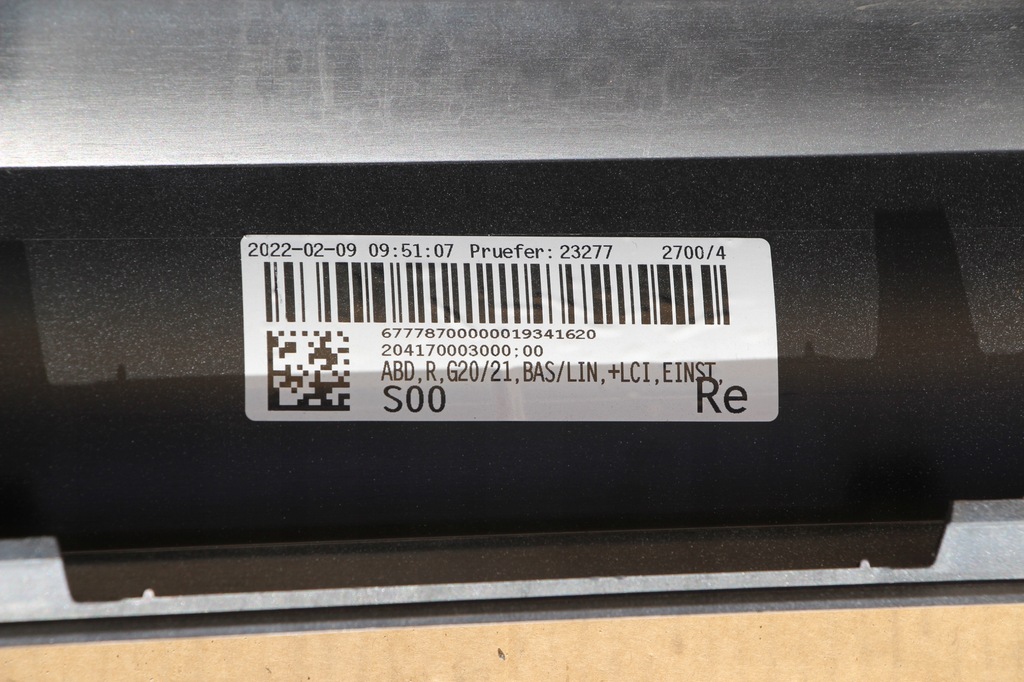 2022-02-09 09:51:07 Pruefer:23277 2700/4
67778700000019341620
204170003000;00
ABD,R,G20/21,BAS/LIN,+LCI,EINST,
S00 Re